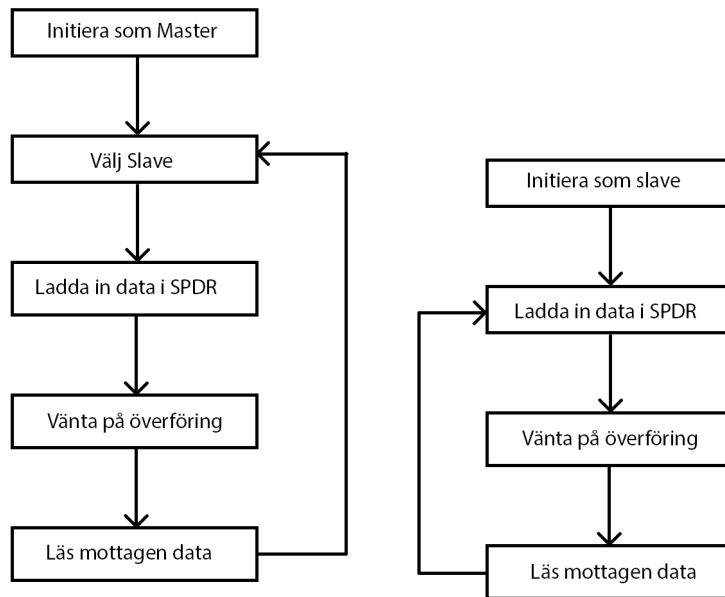 Initiera som Master
Välj Slave
Ladda in data i SPDR
Vänta på överföring
Läs mottagen data
Initiera som slave
Ladda in data i SPDR
Vänta på överföring
Läs mottagen data